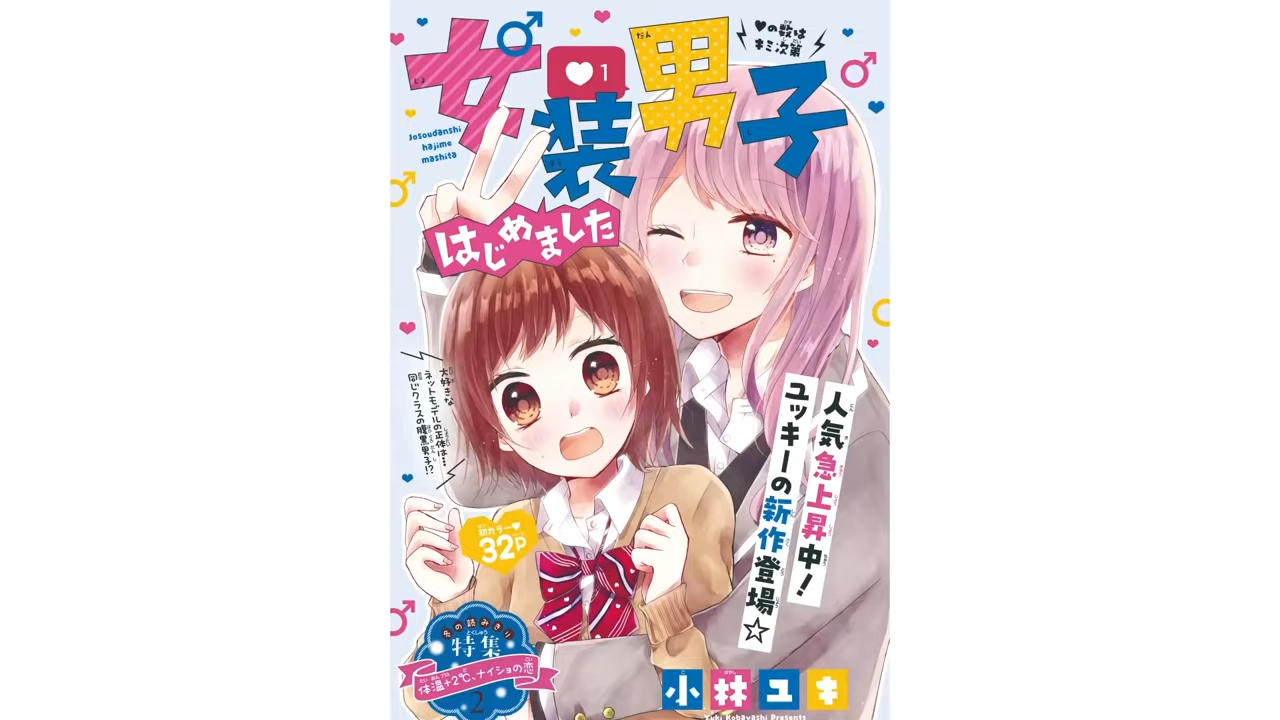 女装男子
はじめました
Josoudanshi
hajime
mashita
1
♥の数は
キミ次第
大好きな
ネットモデルの正体は…
同じクラスの腹黒男子!?
人気急上昇中!
ユッキーの新作登場☆
初カラー♥
32P
冬の読みきり
特集
体温+2℃、ナイショの恋
2
小林ユキ
Yuki Kobayashi Presents